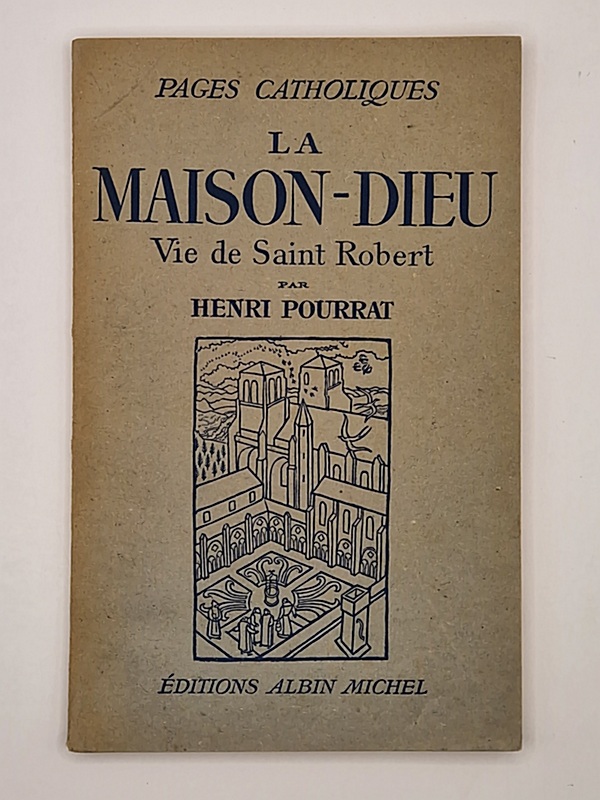 PAGES CATHOLIQUES
LA
MAISON-DIEU
Vie de Saint Robert
PAR
HENRI POURRAT
ÉDITIONS ALBIN MICHEL